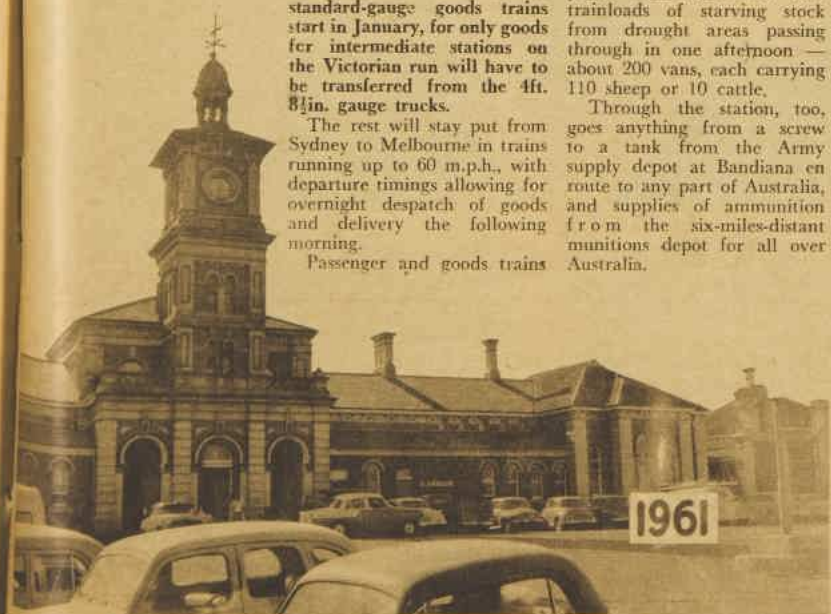 standard-gauge goods trains
start in January, for only goods
for intermediate stations on
the Victorian run will have to
be transferred from the 4ft.
8½in. gauge trucks.
The rest will stay put from
Sydney to Melbourne in trains
running up to 60 m.p.h., with
departure timings allowing for
overnight despatch of goods
and delivery the following
morning.
Passenger and goods trains
trainloads of starving stock
from drought areas passing
through in one afternoon —
about 200 vans, each carrying
110 sheep or 10 cattle.
Through the station, too,
goes anything from a screw
to a tank from the Army
supply depot at Bandiana en
route to any part of Australia,
and supplies of ammunition
from the six-miles-distant
munitions depot for all over
Australia.
1961